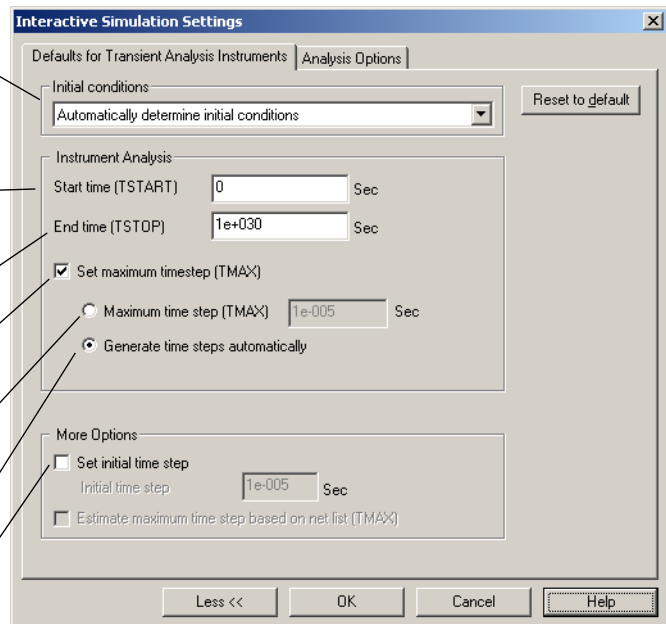 Interactive Simulation Settings
Defaults for Transient Analysis Instruments
Analysis Options
Initial conditions
Automatically determine initial conditions
Reset to default
Instrument Analysis
Start time (TSTART) 0 Sec
End time (TSTOP) 1e+030 Sec
Set maximum timestep (TMAX)
Maximum time step (TMAX) 1e-005 Sec
Generate time steps automatically
More Options
Set initial time step
Initial time step 1e-005 Sec
Estimate maximum time step based on net list (TMAX)
Less << OK Cancel Help